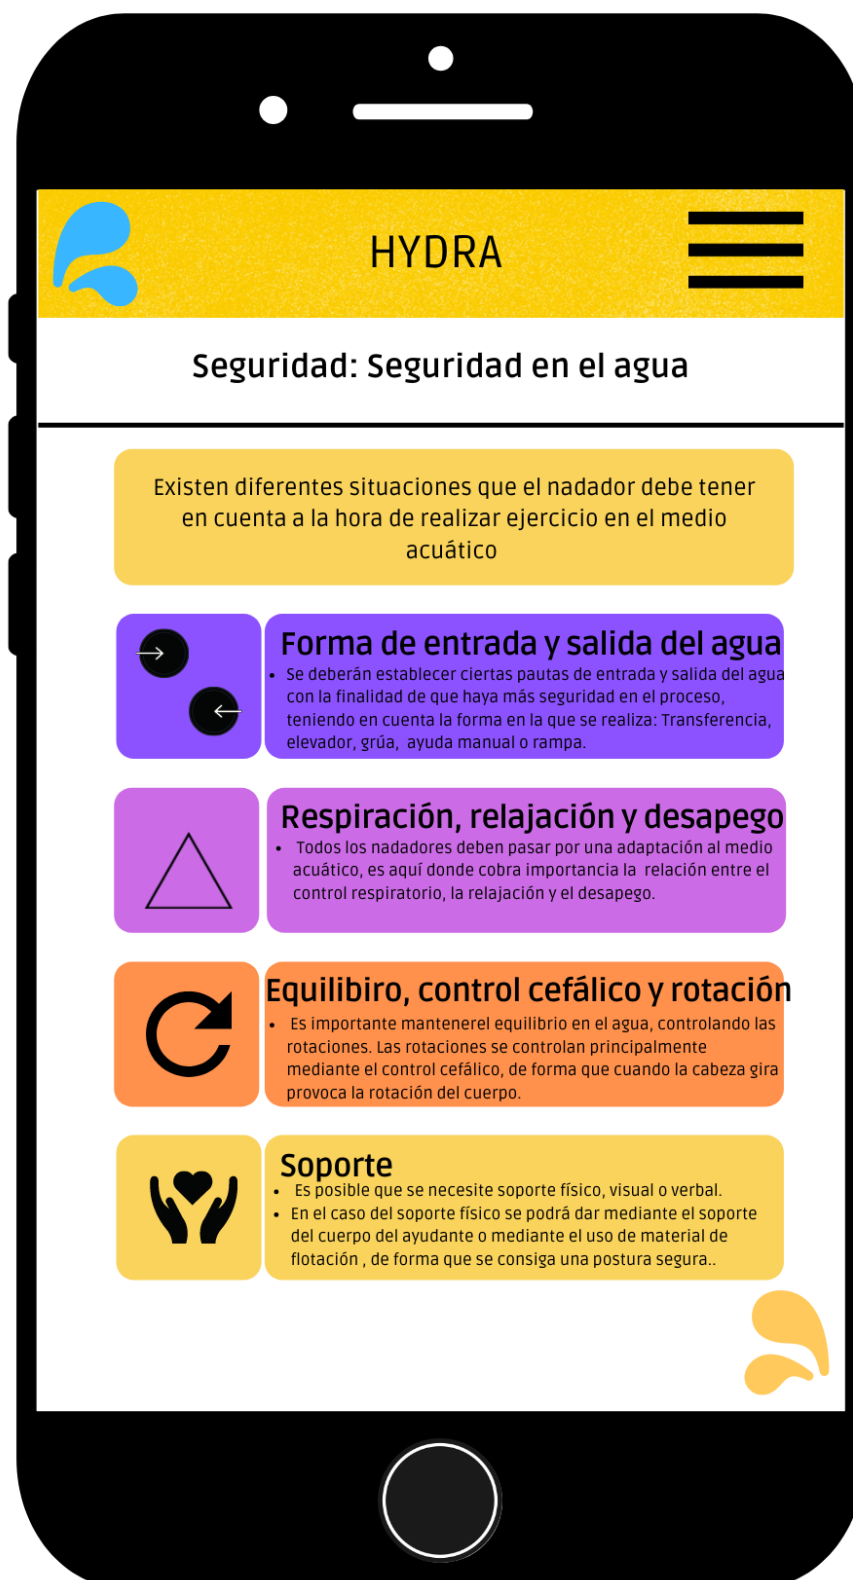 HYDRA
Seguridad: Seguridad en el agua
Existen diferentes situaciones que el nadador debe tener
en cuenta a la hora de realizar ejercicio en el medio
acuático
Forma de entrada y salida del agua
• Se deberán establecer ciertas pautas de entrada y salida del agua
con la finalidad de que haya más seguridad en el proceso,
teniendo en cuenta la forma en la que se realiza: Transferencia,
elevador, grúa, ayuda manual o rampa.
Respiración, relajación y desapego
• Todos los nadadores deben pasar por una adaptación al medio
acuático, es aquí donde cobra importancia la relación entre el
control respiratorio, la relajación y el desapego.
Equilibiro, control cefálico y rotación
• Es importante mantenerel equilibrio en el agua, controlando las
rotaciones. Las rotaciones se controlan principalmente
mediante el control cefálico, de forma que cuando la cabeza gira
provoca la rotación del cuerpo.
Soporte
• Es posible que se necesite soporte físico, visual o verbal.
• En el caso del soporte físico se podrá dar mediante el soporte
del cuerpo del ayudante o mediante el uso de material de
flotación , de forma que se consiga una postura segura..